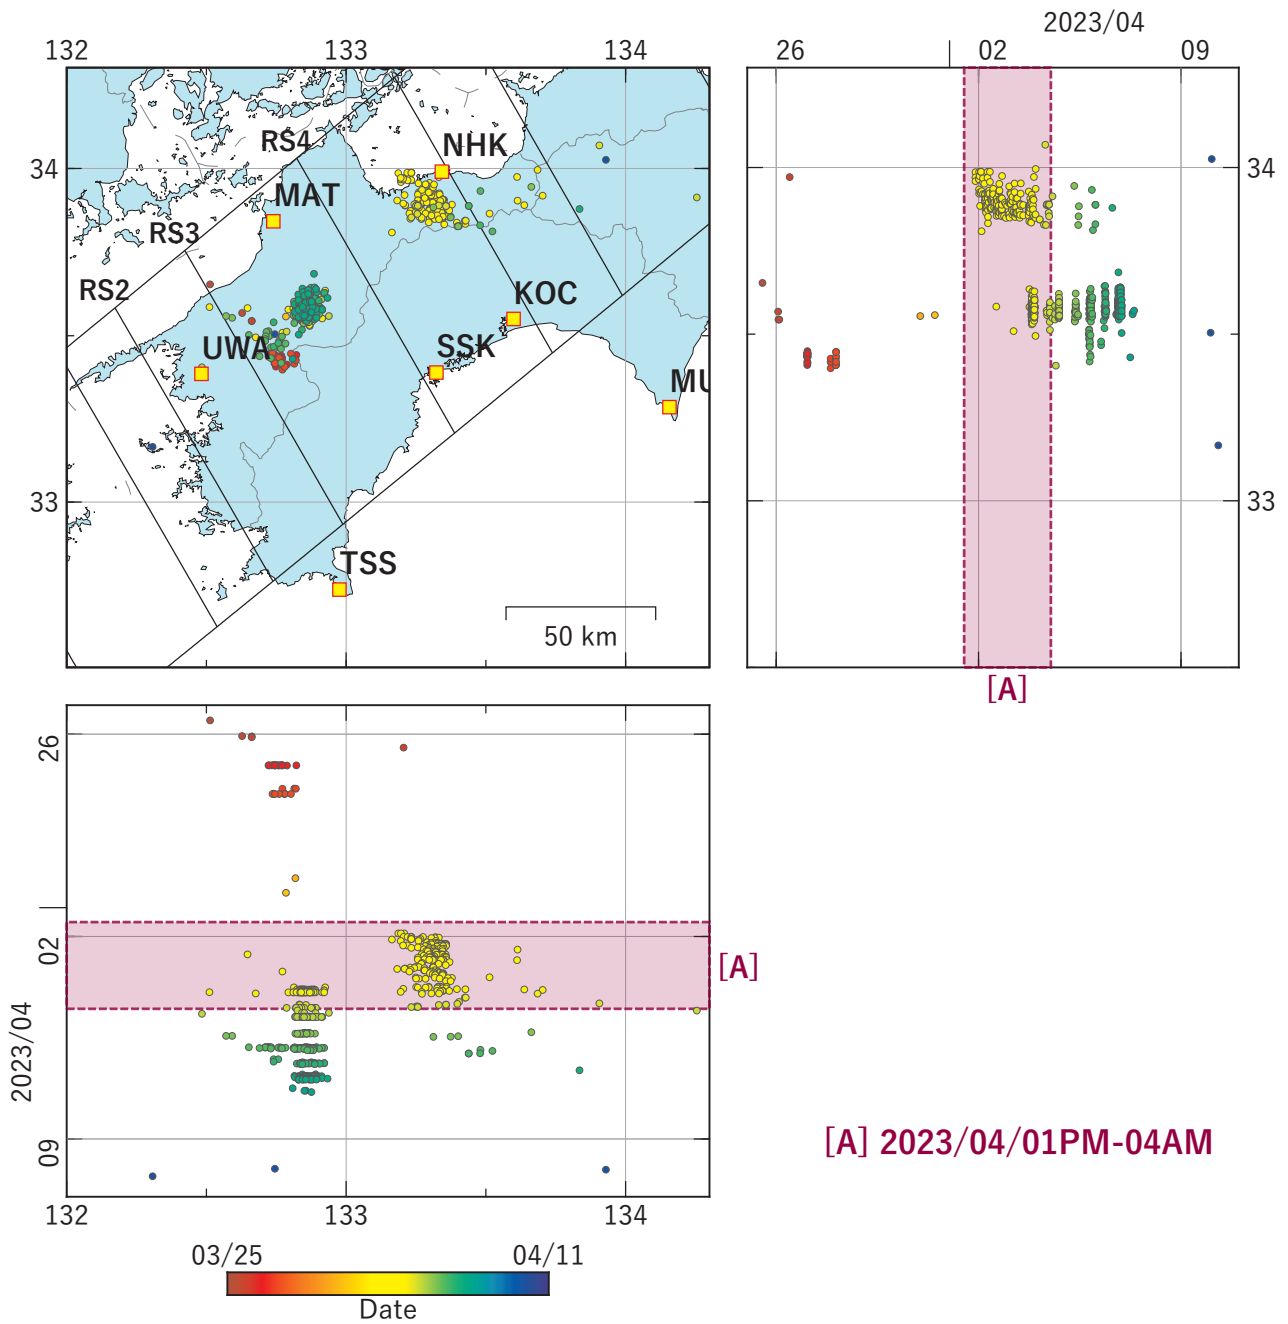 2023/04
132 133 134
26 02 09
RS4
NHK
34
34
MAT
RS3
RS2
KOC
UWA
SSK
MU
33
33
TSS
50 km
[A]
26
02
[A]
2023/04
09
[A] 2023/04/01PM-04AM
132 133 134
03/25 04/11
Date